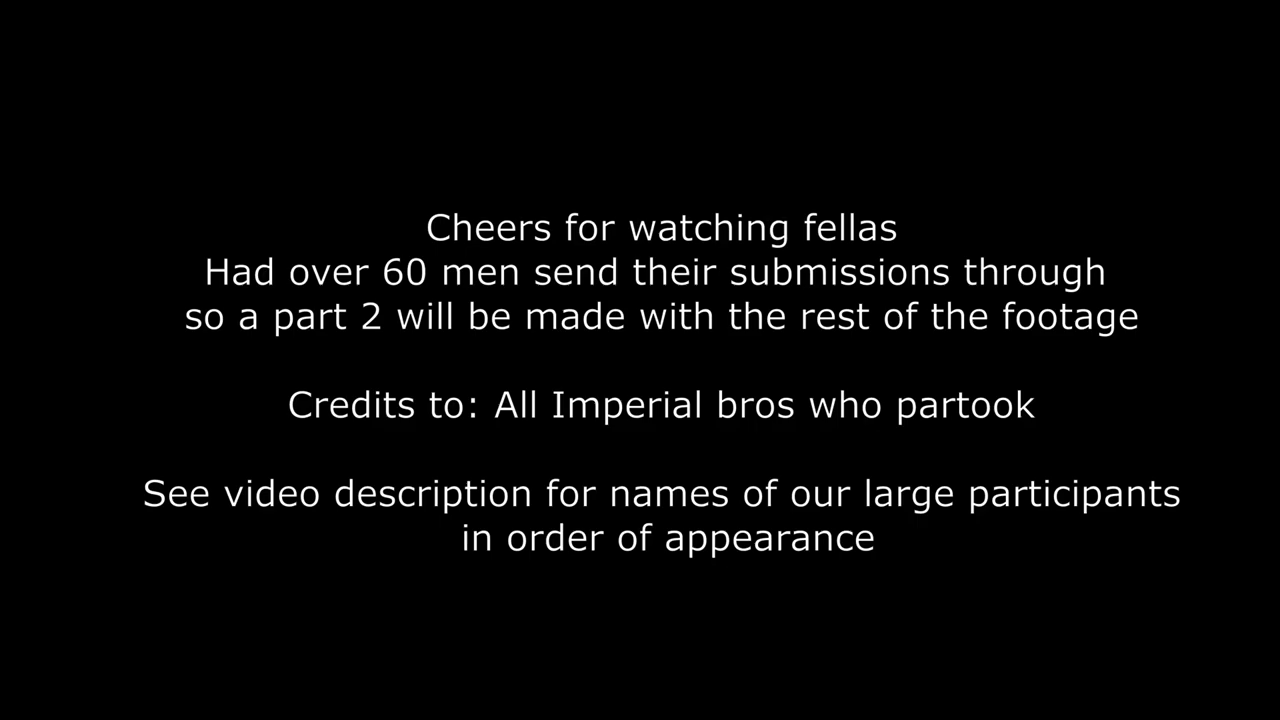 Cheers for watching fellas
Had over 60 men send their submissions through
so a part 2 will be made with the rest of the footage
Credits to: All Imperial bros who partook
See video description for names of our large participants
in order of appearance